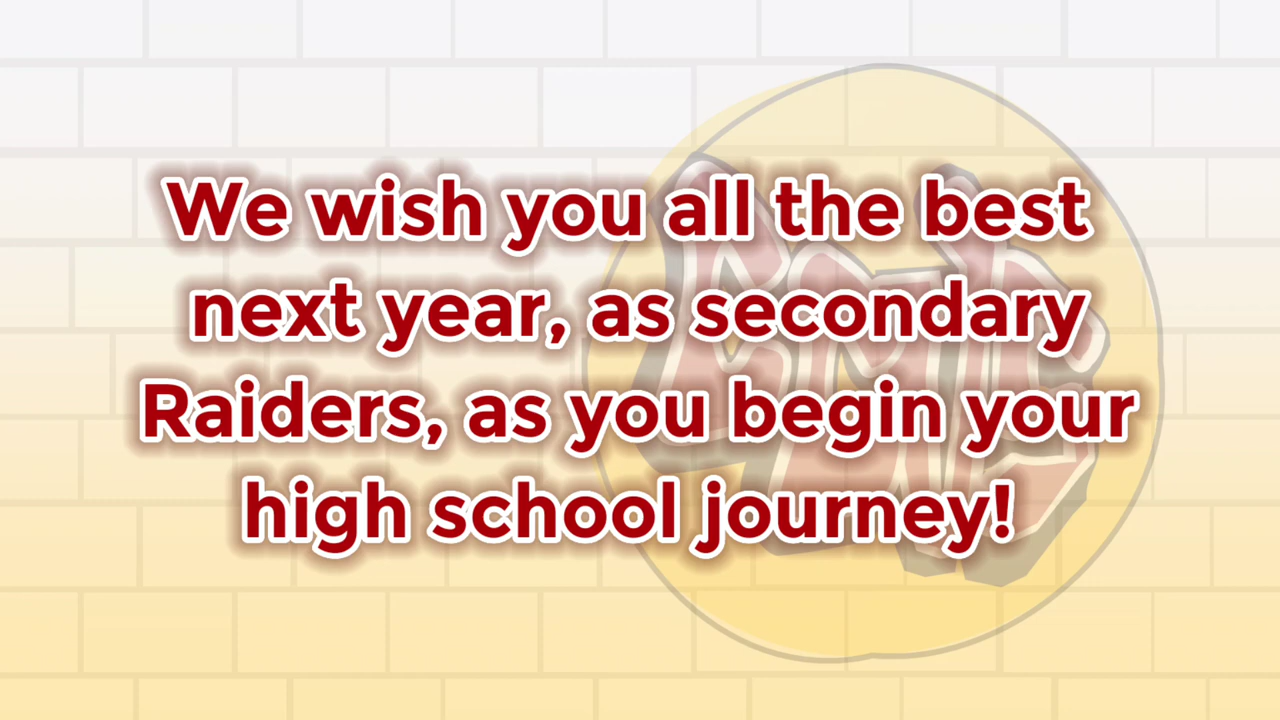 We wish you all the best
next year, as secondary
Raiders, as you begin your
high school journey!